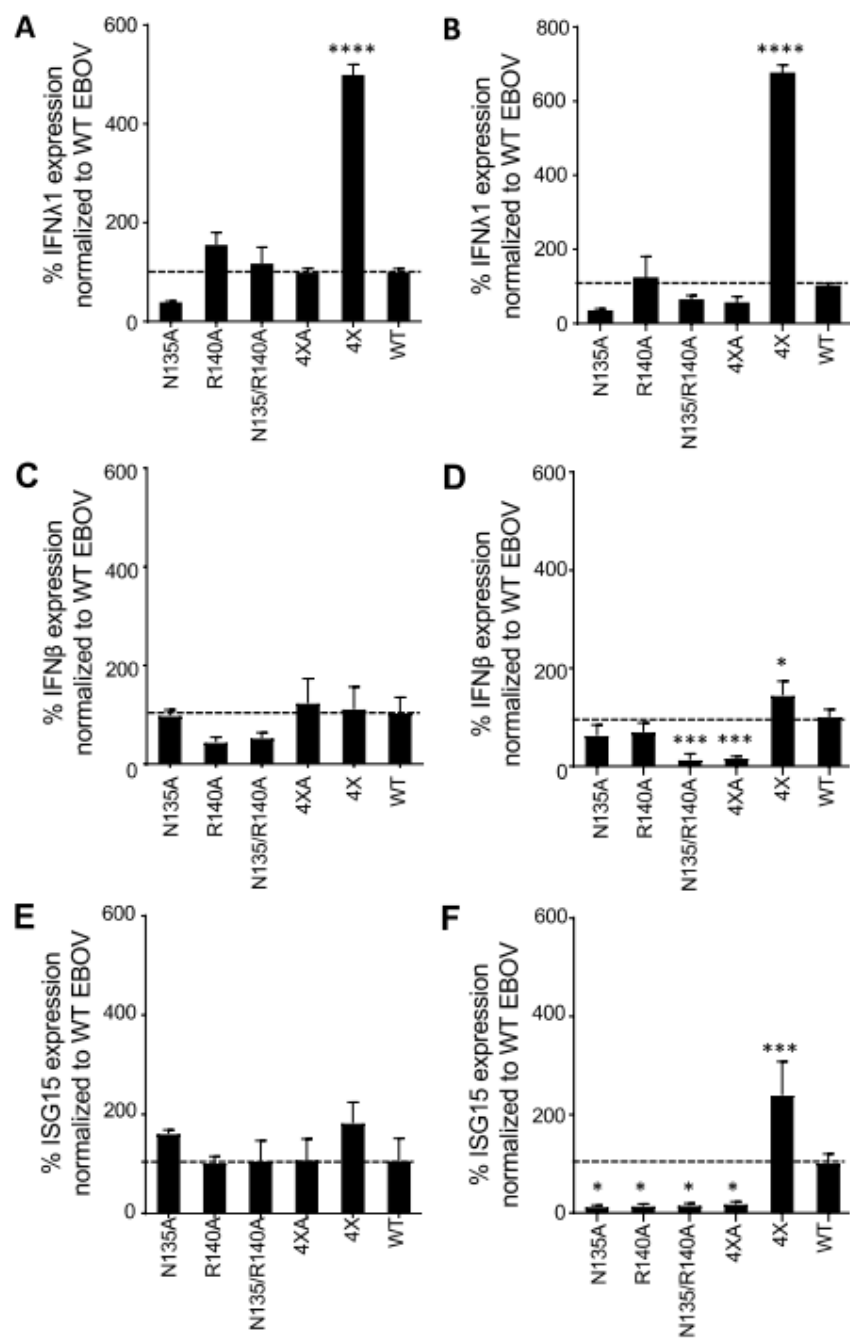 A
% IFNλ1 expression
normalized to WT EBOV
600
400
200
0
****
N135A
R140A
N135/R140A
4XA
4X
WT
B
% IFNλ1 expression
normalized to WT EBOV
800
600
400
200
0
****
N135A
R140A
N135/R140A
4XA
4X
WT
C
% IFNβ expression
normalized to WT EBOV
600
400
200
0
N135A
R140A
N135/R140A
4XA
4X
WT
D
% IFNβ expression
normalized to WT EBOV
600
400
200
0
*** *** *
N135A
R140A
N135/R140A
4XA
4X
WT
E
% ISG15 expression
normalized to WT EBOV
600
400
200
0
N135A
R140A
N135/R140A
4XA
4X
WT
F
% ISG15 expression
normalized to WT EBOV
600
400
200
0
* * * * ***
N135A
R140A
N135/R140A
4XA
4X
WT